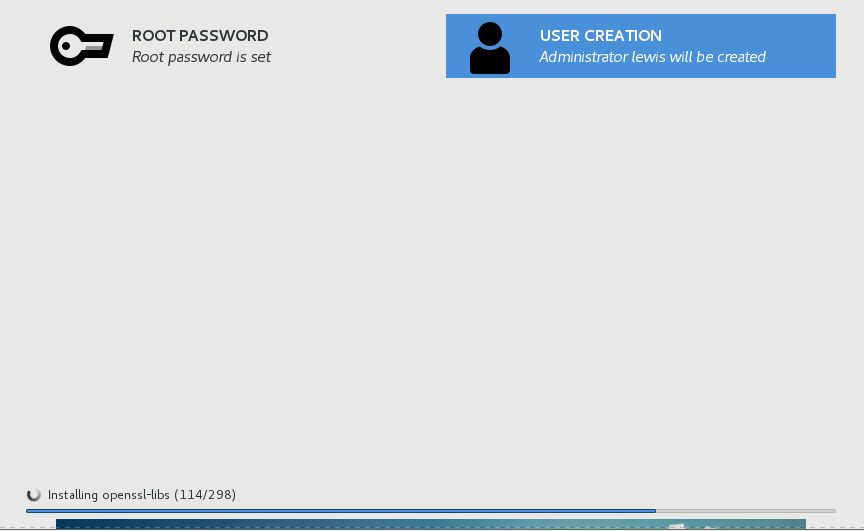 ROOT PASSWORD
Root password is set
USER CREATION
Administrator lewis will be created
Installing openssl-libs (114/298)